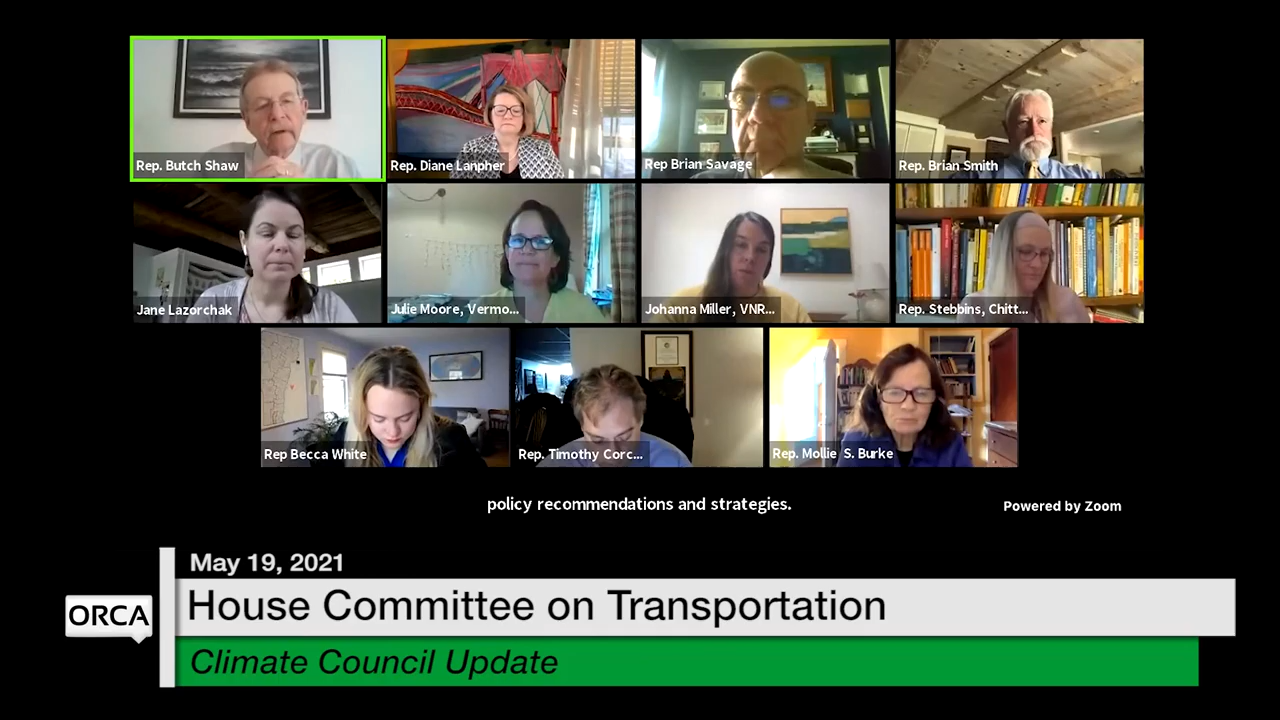 Rep. Butch Shaw
Rep. Diane Lanpher
Rep Brian Savage
Rep. Brian Smith
Jane Lazorchak
Julie Moore, Vermo...
Johanna Miller, VNR...
Rep. Stebbins, Chitt...
Rep Becca White
Rep. Timothy Corc...
Rep. Mollie S. Burke
policy recommendations and strategies.
Powered by Zoom
May 19, 2021
House Committee on Transportation
ORCA
Climate Council Update